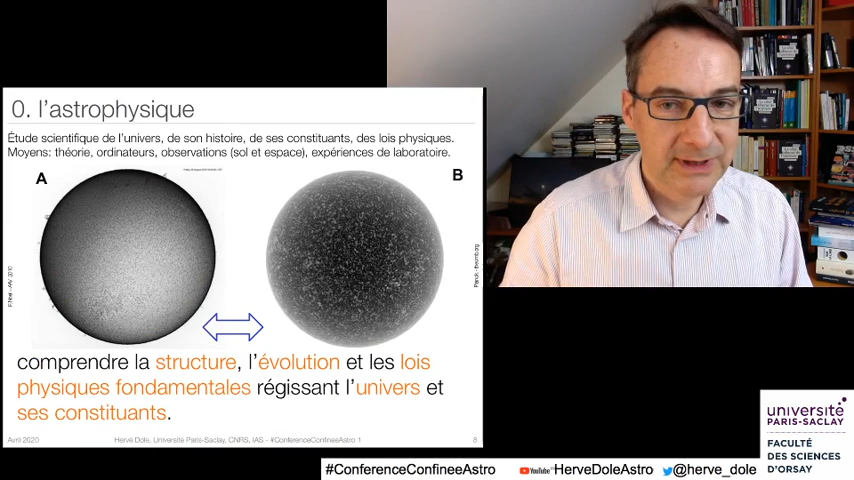 0. l'astrophysique
Étude scientifique de l'univers, de son histoire, de ses constituants, des lois physiques.
Moyens: théorie, ordinateurs, observations (sol et espace), expériences de laboratoire.
A
B
comprendre la structure, l'évolution et les lois
physiques fondamentales régissant l'univers et
ses constituants.
Avril 2020
Hervé Dole, Université Paris-Saclay, CNRS, IAS - #ConferenceConfineeAstro 1
8
université
PARIS-SACLAY
FACULTÉ
DES SCIENCES
D'ORSAY
#ConferenceConfineeAstro
YouTube HerveDoleAstro
@herve_dole